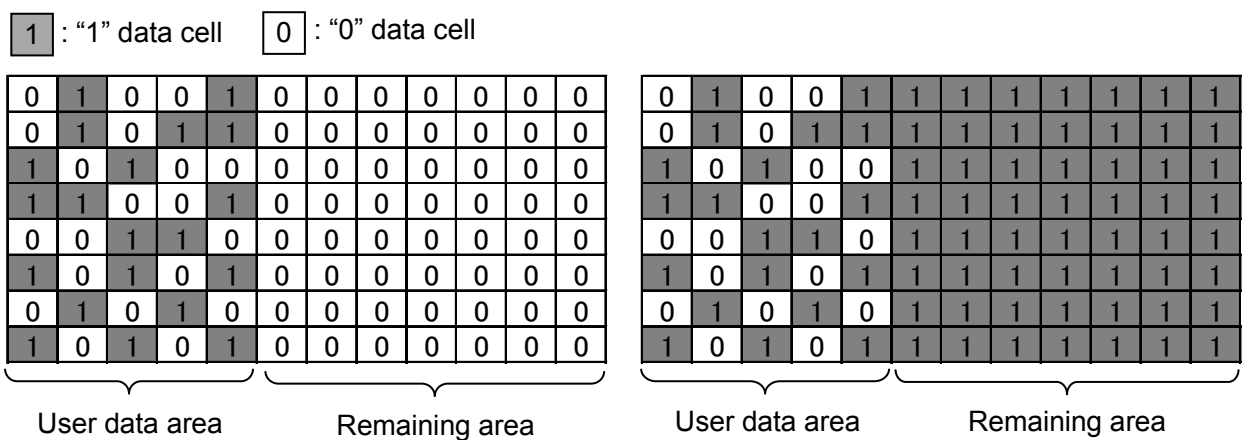 1 : “1” data cell 0 : “0” data cell
0 1 0 0 1 0 0 0 0 0 0 0 0 1 0 0 1 1 1 1 1 1 1 1
0 1 0 1 1 0 0 0 0 0 0 0 0 1 0 1 1 1 1 1 1 1 1 1
1 0 1 0 0 0 0 0 0 0 0 0 1 0 1 0 0 1 1 1 1 1 1 1
1 1 0 0 1 0 0 0 0 0 0 0 1 1 0 0 1 1 1 1 1 1 1 1
0 0 1 1 0 0 0 0 0 0 0 0 0 0 1 1 0 1 1 1 1 1 1 1
1 0 1 0 1 0 0 0 0 0 0 0 1 0 1 0 1 1 1 1 1 1 1 1
0 1 0 1 0 0 0 0 0 0 0 0 0 1 0 1 0 1 1 1 1 1 1 1
1 0 1 0 1 0 0 0 0 0 0 0 1 0 1 0 1 1 1 1 1 1 1 1
User data area Remaining area User data area Remaining area